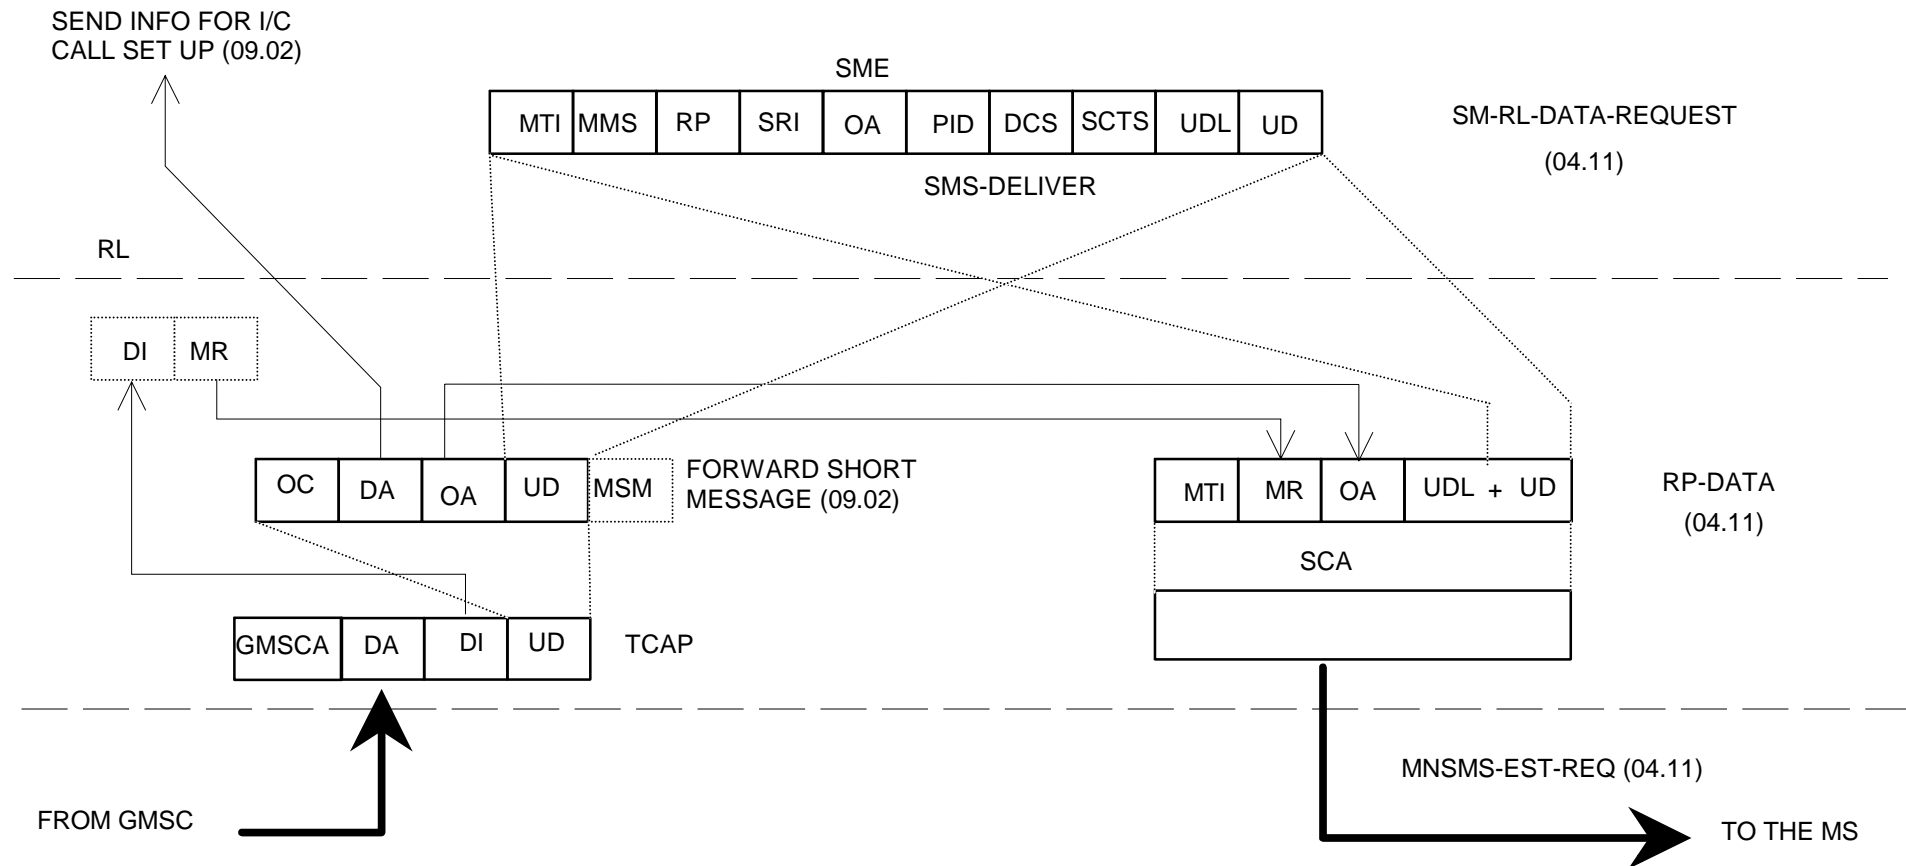 SEND INFO FOR I/C
CALL SET UP (09.02)
SME
MTI MMS RP SRI OA PID DCS SCTS UDL UD
SM-RL-DATA-REQUEST
(04.11)
SMS-DELIVER
RL
DI MR
OC DA OA UD MSM
FORWARD SHORT
MESSAGE (09.02)
MTI MR OA UDL + UD
RP-DATA
(04.11)
SCA
GMSCA DA DI UD
TCAP
MNSMS-EST-REQ (04.11)
FROM GMSC
TO THE MS